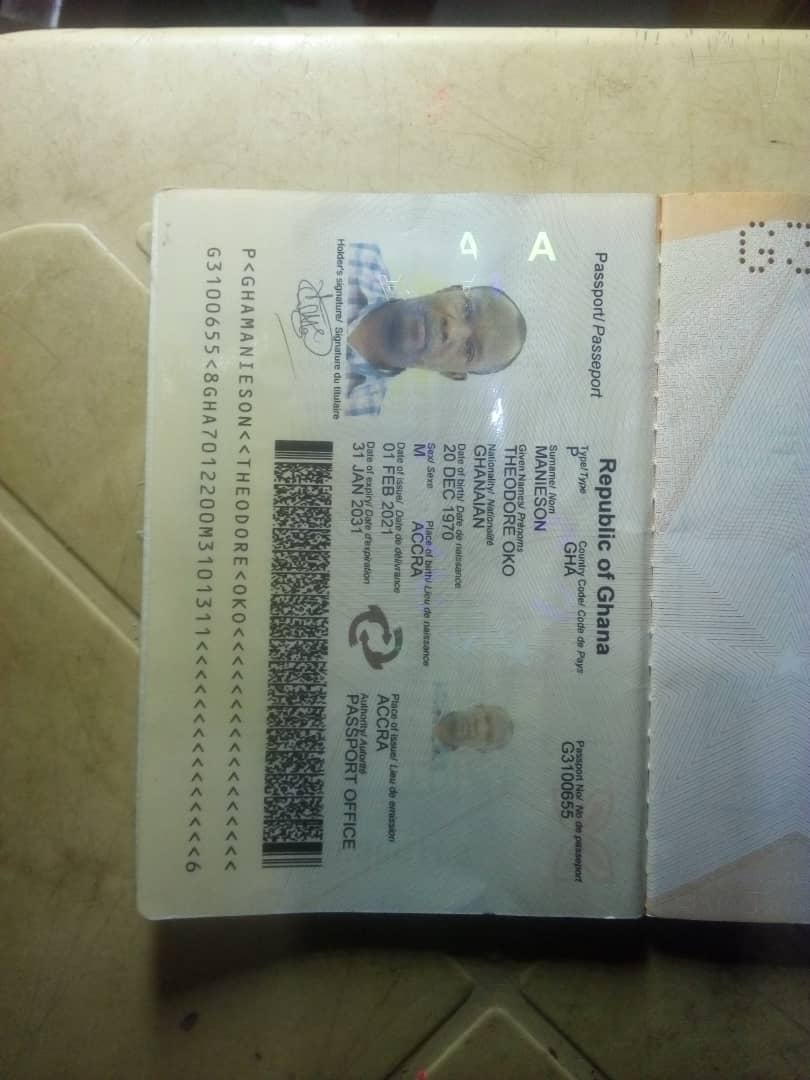 Passport/ Passeport
Republic of Ghana
Type/ Type
Country Code/ Code de Pays
Passport No/ No de passeport
P
GHA
G3100655
Surname/ Nom
MANIESON
Given Names/ Prénoms
THEODORE OKO
Nationality/ Nationalité
GHANAIAN
Date of birth/ Date de naissance
20 DEC 1970
Sex/ Sexe
Place of birth/ Lieu de naissance
M
ACCRA
Date of issue/ Date de délivrance
Place of issue/ Lieu de emission
01 FEB 2021
ACCRA
Date of expiry/ Date d'expiration
Authority/ Autorité
31 JAN 2031
PASSPORT OFFICE
Holder's signature/ Signature du titulaire
P<GHAMANIESON<<THEODORE<OKO<<<<<<<<<<<<<<<<<
G3100655<8GHA7012200M3101311<<<<<<<<<<<<<<<6